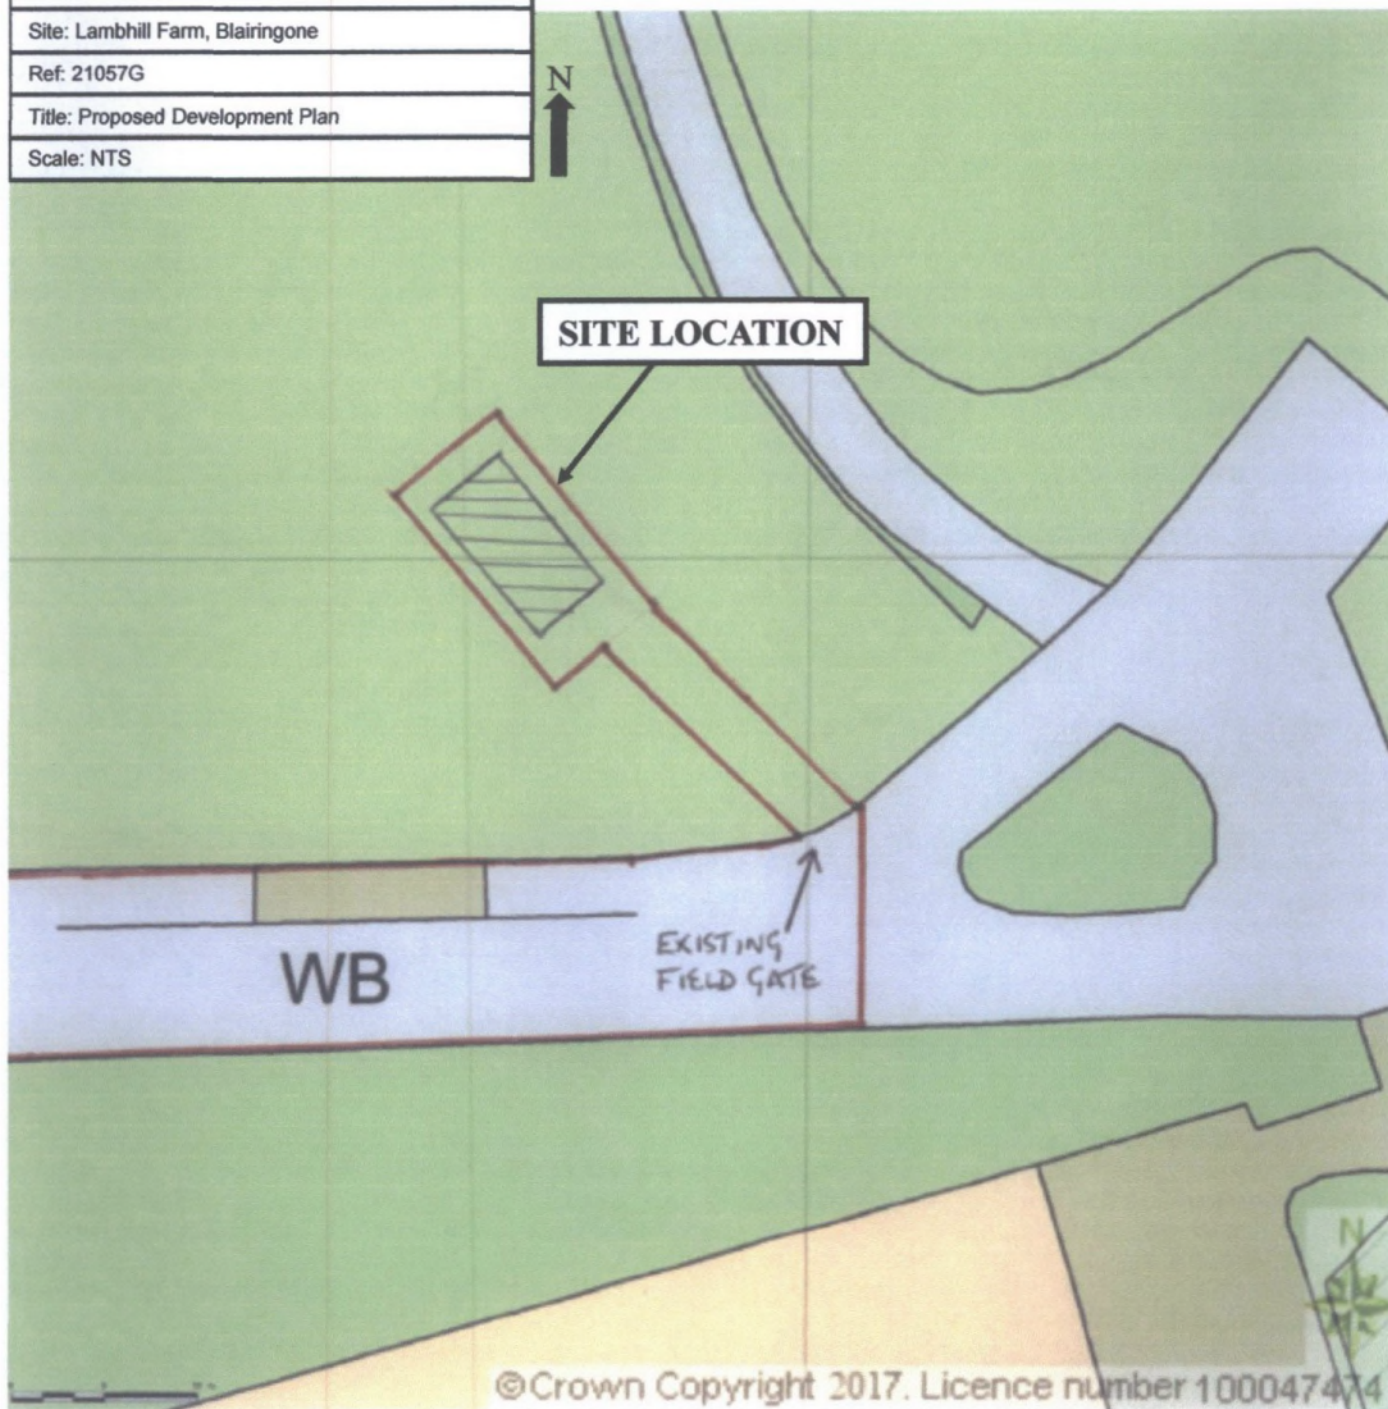 Site: Lambhill Farm, Blairingone
Ref: 21057G
Title: Proposed Development Plan
Scale: NTS
N
SITE LOCATION
EXISTING
FIELD GATE
WB
N
©Crown Copyright 2017. Licence number 100047474